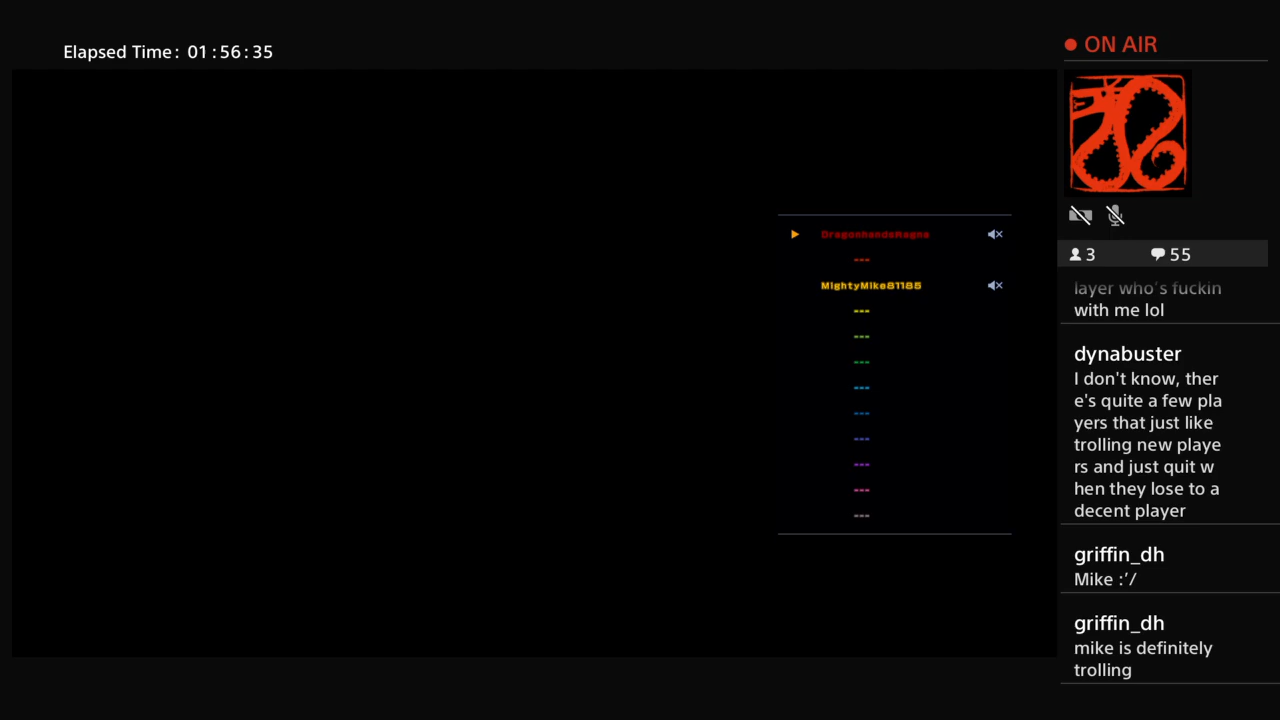 Elapsed Time: 01:56:35
ON AIR
DragonhandsMagna
---
MightyMike81185
---
---
---
---
---
---
---
---
---
3 55
layer who's fuckin
with me lol
dynabuster
I don't know, ther
e's quite a few pla
yers that just like
trolling new playe
rs and just quit w
hen they lose to a
decent player
griffin_dh
Mike :'/
griffin_dh
mike is definitely
trolling